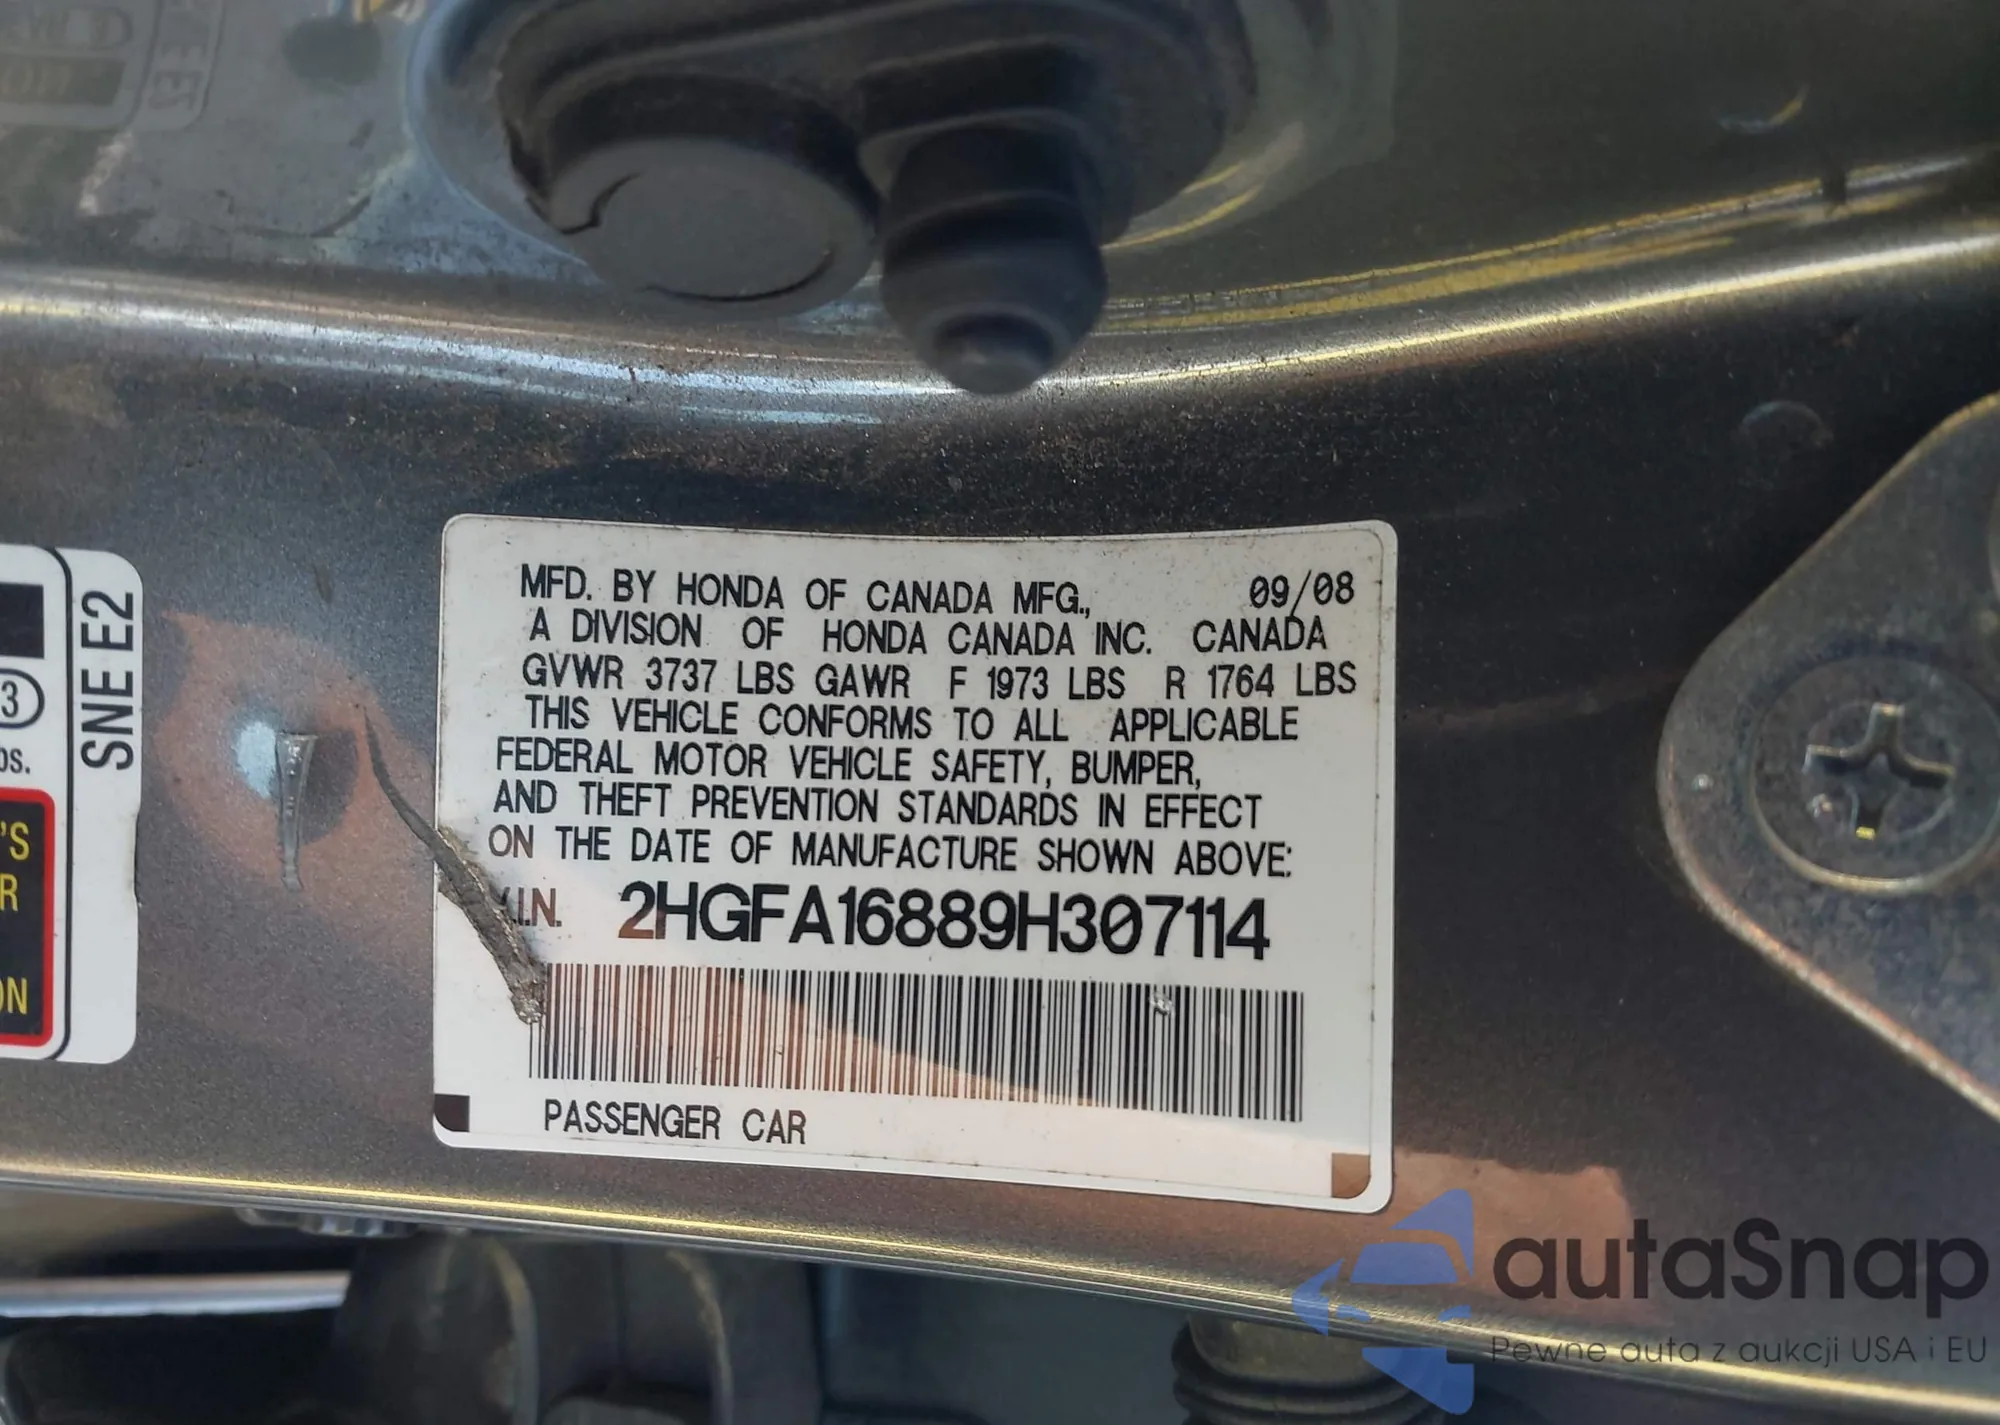 MFD. BY HONDA OF CANADA MFG., 09/08
A DIVISION OF HONDA CANADA INC. CANADA
GVWR 3737 LBS GAWR F 1973 LBS R 1764 LBS
THIS VEHICLE CONFORMS TO ALL APPLICABLE
FEDERAL MOTOR VEHICLE SAFETY, BUMPER,
AND THEFT PREVENTION STANDARDS IN EFFECT
ON THE DATE OF MANUFACTURE SHOWN ABOVE:
V.I.N. 2HGFA16889H307114
PASSENGER CAR
SNE E2
3
'S
R
ON
autaSnap
Pewne auta z aukcji USA i EU